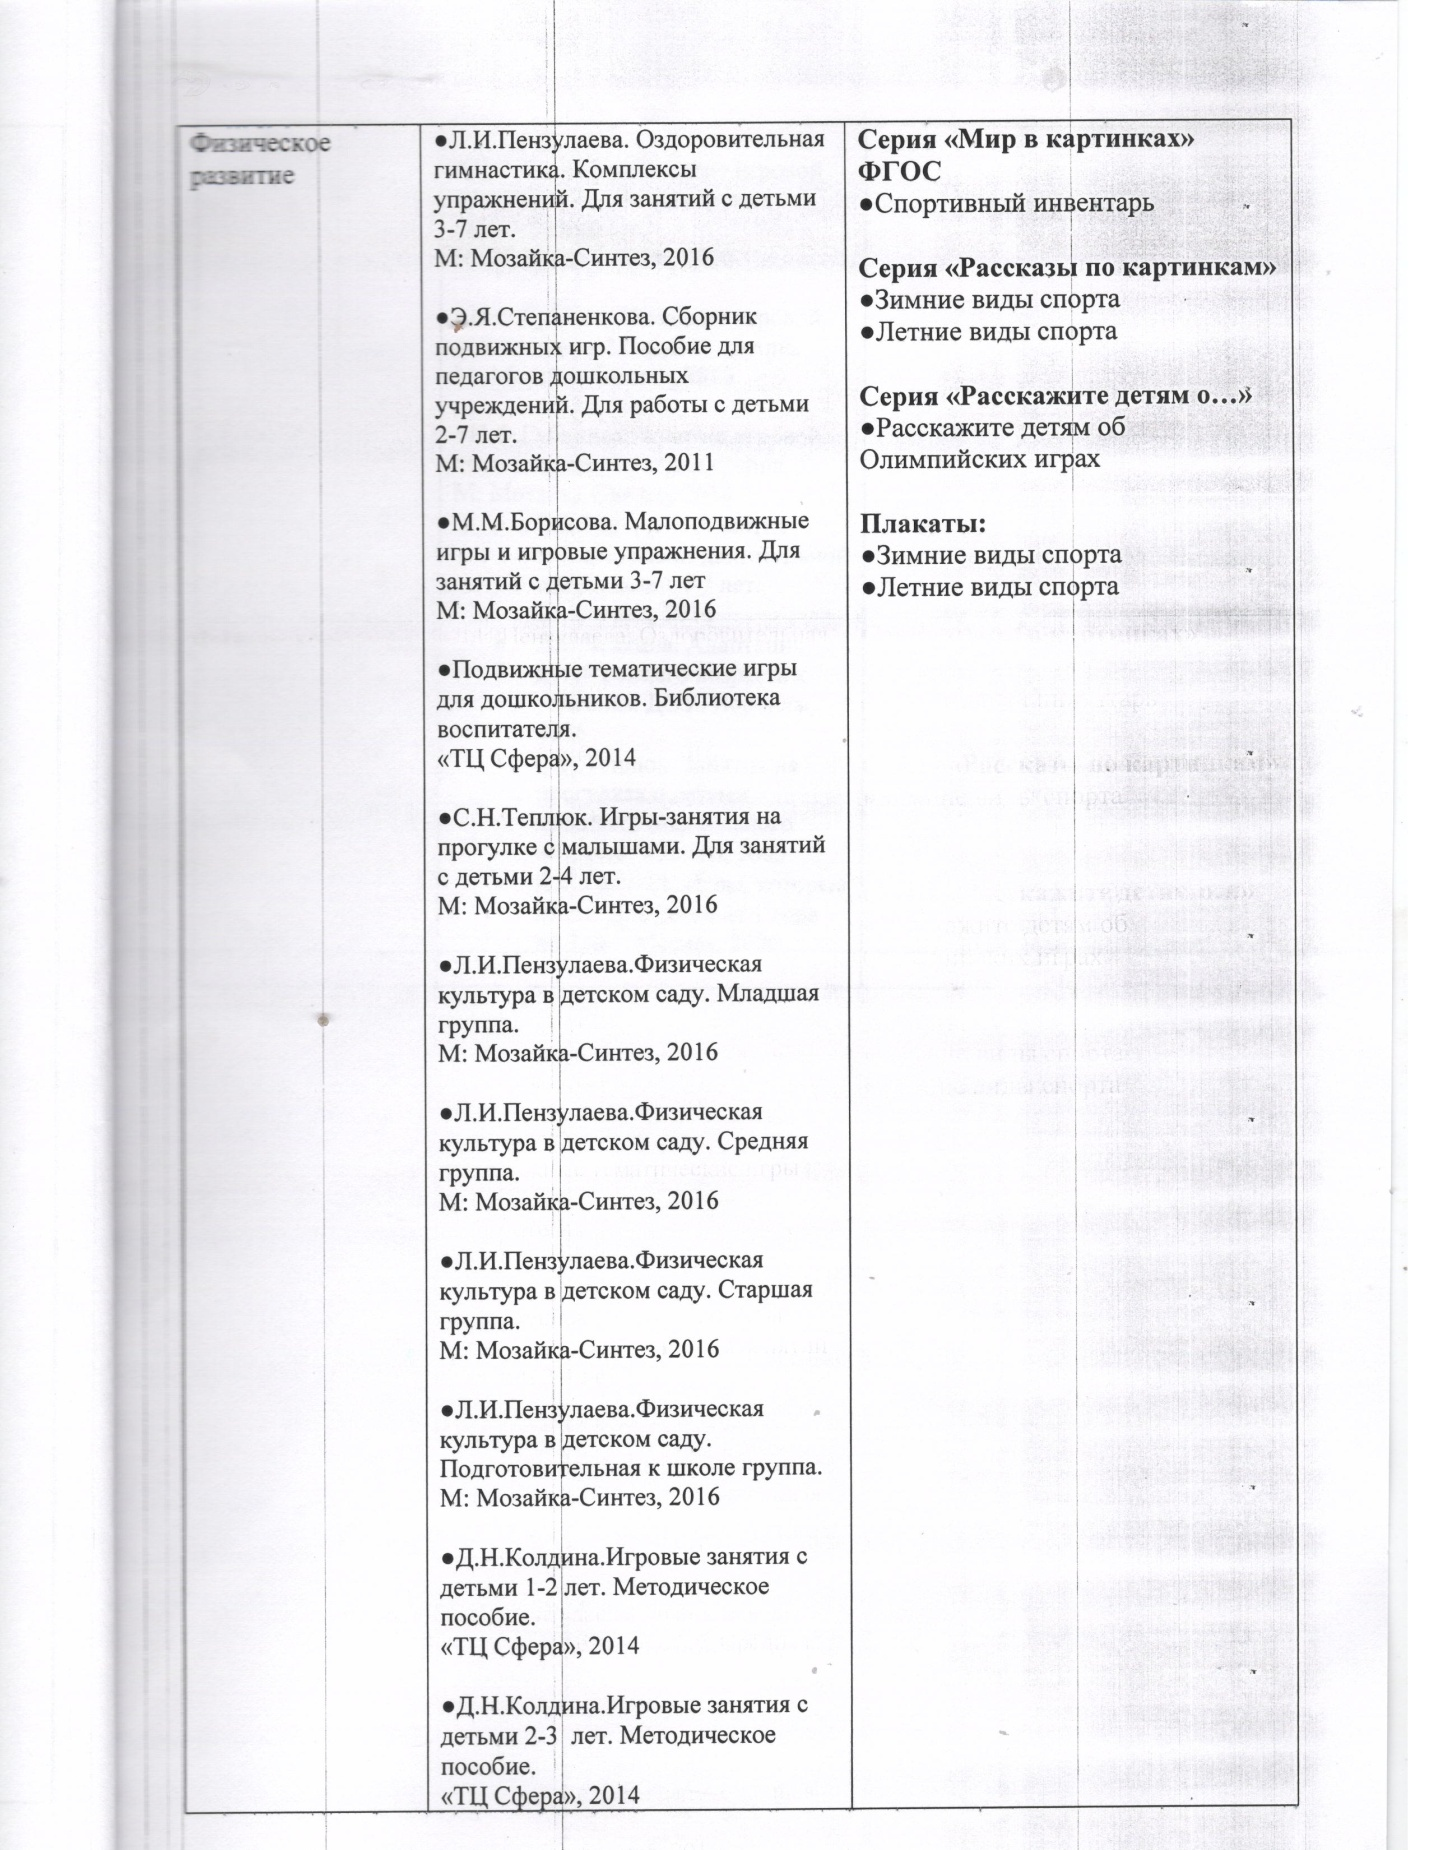 Физическое
развитие
●Л.И.Пензулаева. Оздоровительная
гимнастика. Комплексы
упражнений. Для занятий с детьми
3-7 лет.
М: Мозайка-Синтез, 2016
●Э.Я.Степаненкова. Сборник
подвижных игр. Пособие для
педагогов дошкольных
учреждений. Для работы с детьми
2-7 лет.
М: Мозайка-Синтез, 2011
●М.М.Борисова. Малоподвижные
игры и игровые упражнения. Для
занятий с детьми 3-7 лет
М: Мозайка-Синтез, 2016
●Подвижные тематические игры
для дошкольников. Библиотека
воспитателя.
«ТЦ Сфера», 2014
●С.Н.Теплюк. Игры-занятия на
прогулке с малышами. Для занятий
с детьми 2-4 лет.
М: Мозайка-Синтез, 2016
●Л.И.Пензулаева.Физическая
культура в детском саду. Младшая
группа.
М: Мозайка-Синтез, 2016
●Л.И.Пензулаева.Физическая
культура в детском саду. Средняя
группа.
М: Мозайка-Синтез, 2016
●Л.И.Пензулаева.Физическая
культура в детском саду. Старшая
группа.
М: Мозайка-Синтез, 2016
●Л.И.Пензулаева.Физическая
культура в детском саду.
Подготовительная к школе группа.
М: Мозайка-Синтез, 2016
●Д.Н.Колдина.Игровые занятия с
детьми 1-2 лет. Методическое
пособие.
«ТЦ Сфера», 2014
●Д.Н.Колдина.Игровые занятия с
детьми 2-3  лет. Методическое
пособие.
«ТЦ Сфера», 2014
Серия «Мир в картинках»
ФГОС
●Спортивный инвентарь
Серия «Рассказы по картинкам»
●Зимние виды спорта
●Летние виды спорта
Серия «Расскажите детям о…»
●Расскажите детям об
Олимпийских играх
Плакаты:
●Зимние виды спорта
●Летние виды спорта